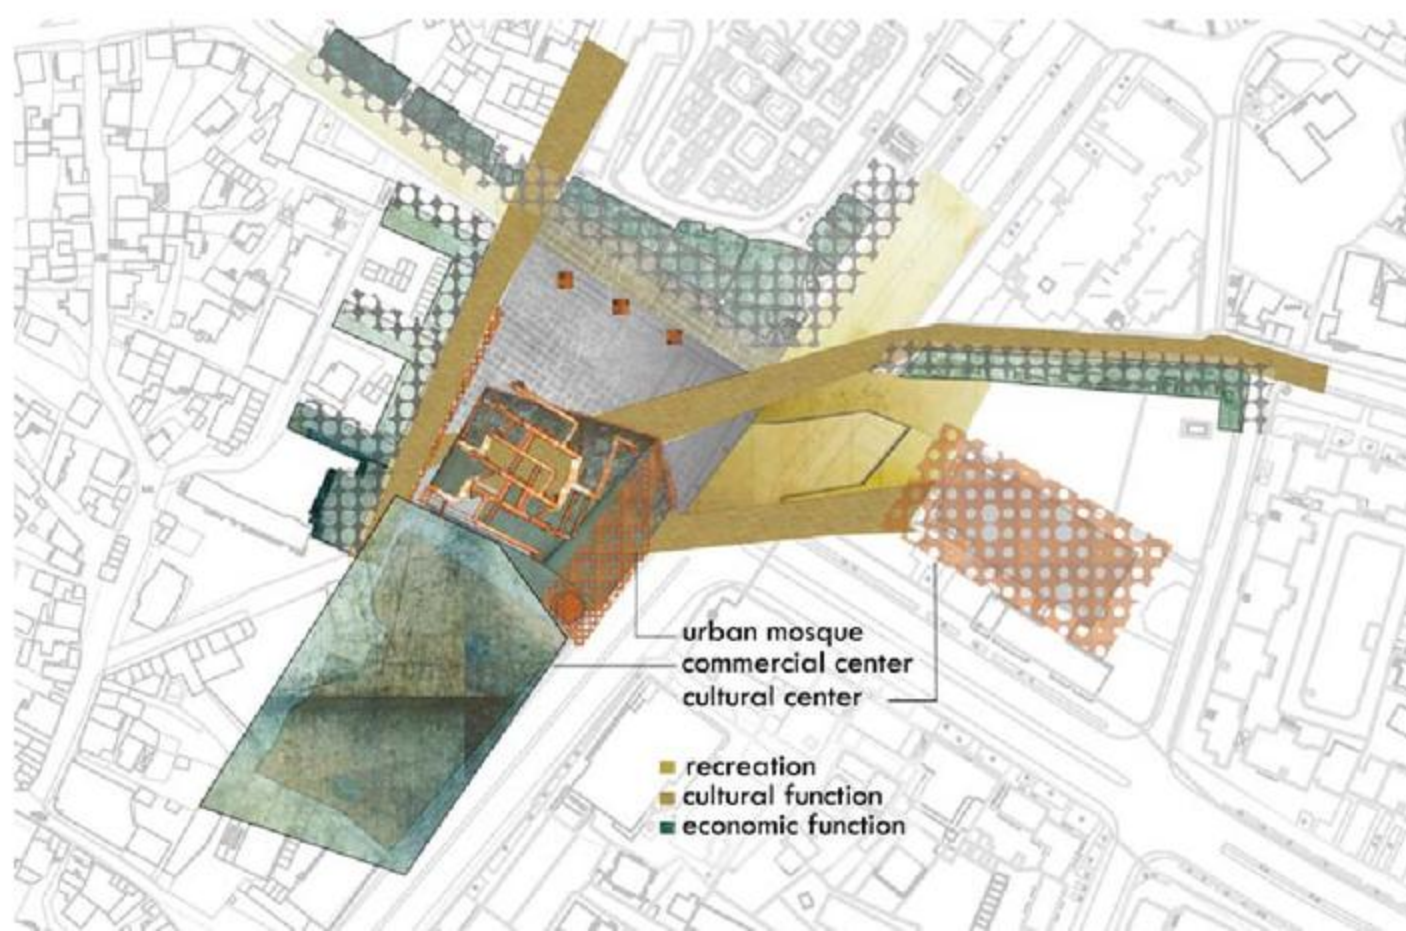 urban mosque
commercial center
cultural center
recreation
cultural function
economic function